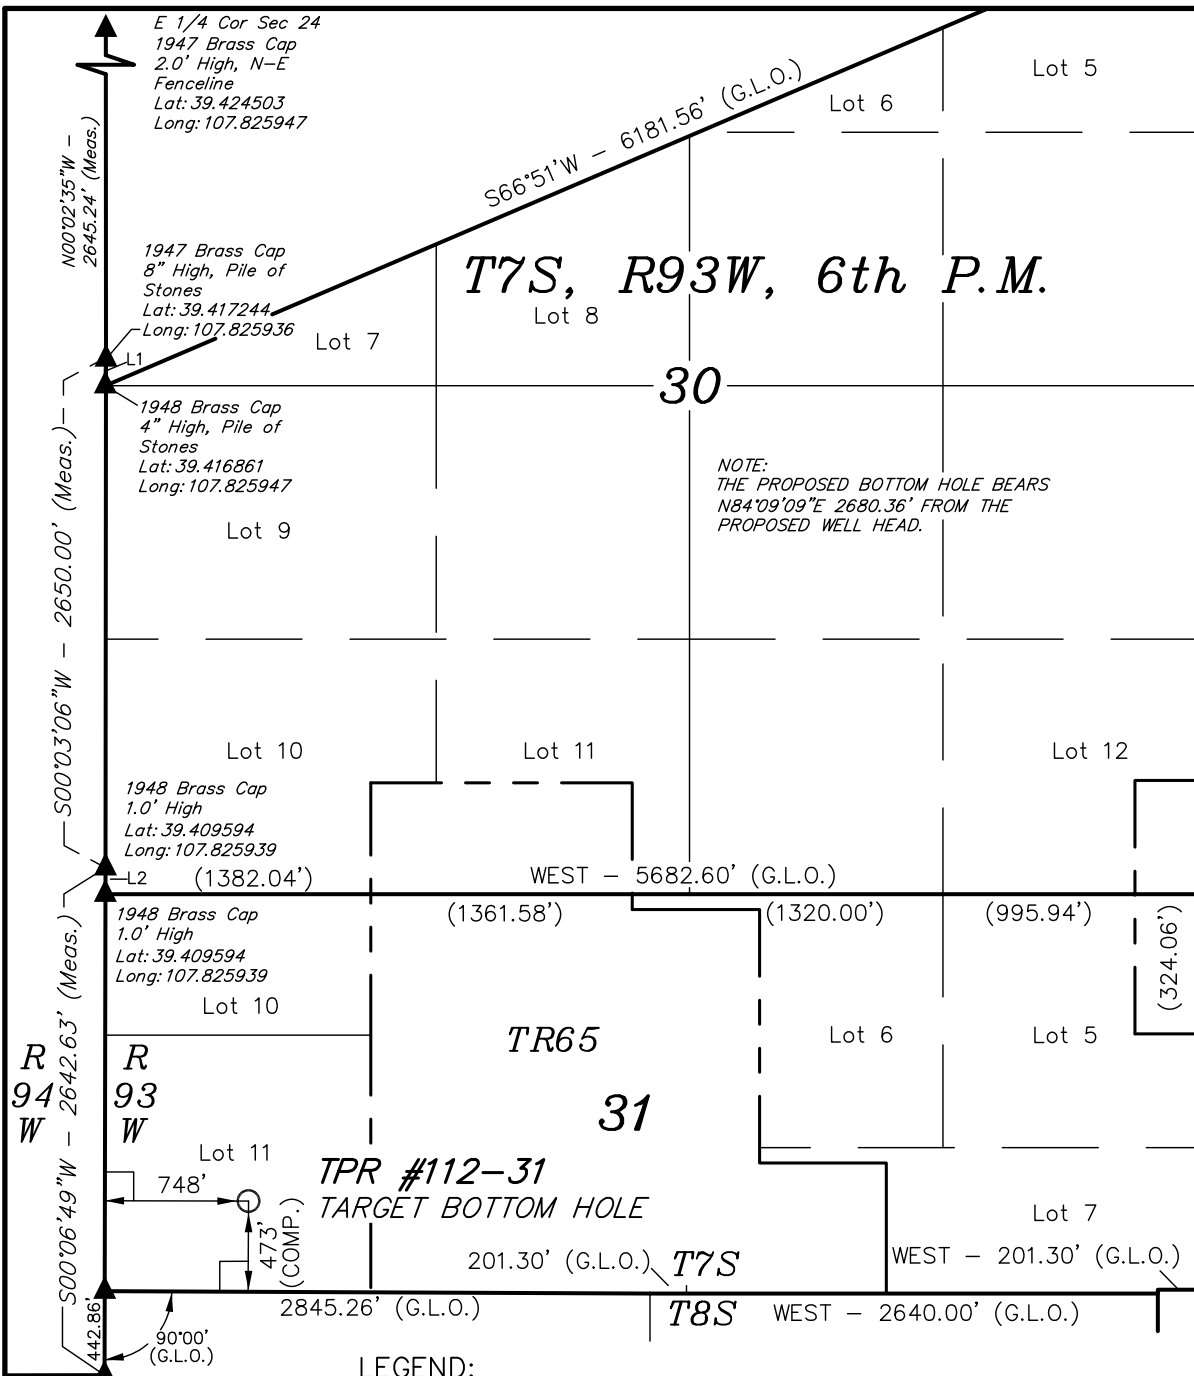 E 1/4 Cor Sec 24
1947 Brass Cap
2.0' High, N-E
Fenceline
Lat: 39.424503
Long: 107.825947
Lot 5
Lot 6
S66°51'W - 6181.56' (G.L.O.)
N00°02'35"W -
2645.24' (Meas.)
1947 Brass Cap
8" High, Pile of
Stones
Lat: 39.417244
Long: 107.825936
T7S, R93W, 6th P.M.
Lot 8
Lot 7
L1
30
1948 Brass Cap
4" High, Pile of
Stones
Lat: 39.416861
Long: 107.825947
NOTE:
THE PROPOSED BOTTOM HOLE BEARS
N84°09'09"E 2680.36' FROM THE
PROPOSED WELL HEAD.
Lot 9
S00°03'06"W - 2650.00' (Meas.)
Lot 10
Lot 11
Lot 12
1948 Brass Cap
1.0' High
Lat: 39.409594
Long: 107.825939
L2
(1382.04')
WEST - 5682.60' (G.L.O.)
(1361.58')
(1320.00')
(995.94')
(324.06')
1948 Brass Cap
1.0' High
Lat: 39.409594
Long: 107.825939
Lot 10
TR65
Lot 6
Lot 5
S00°06'49"W - 2642.63' (Meas.)
R
94
W
R
93
W
31
Lot 11
TPR #112-31
TARGET BOTTOM HOLE
748'
473'
(COMP.)
Lot 7
201.30' (G.L.O.)
T7S
WEST - 201.30' (G.L.O.)
2845.26' (G.L.O.)
T8S
WEST - 2640.00' (G.L.O.)
442.86'
90°00'
(G.L.O.)
LEGEND: